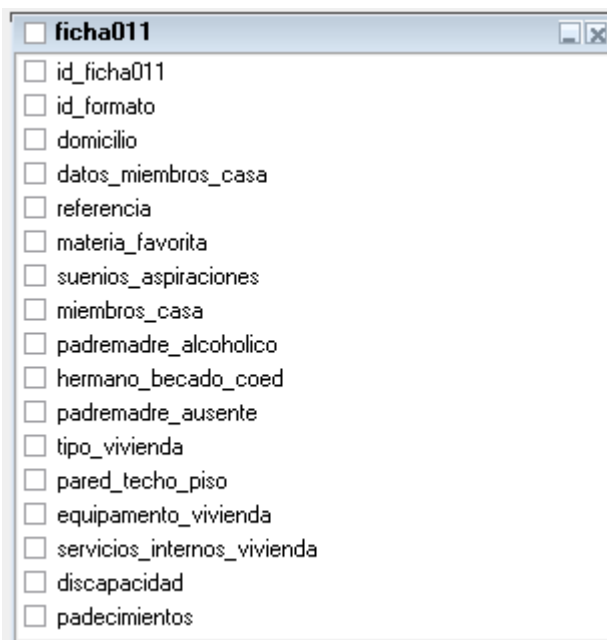 ficha011
id_ficha011
id_formato
domicilio
datos_miembros_casa
referencia
materia_favorita
suenios_aspiraciones
miembros_casa
padremadre_alcoholico
hermano_becado_coed
padremadre_ausente
tipo_vivienda
pared_techo_piso
equipamento_vivienda
servicios_internos_vivienda
discapacidad
padecimientos